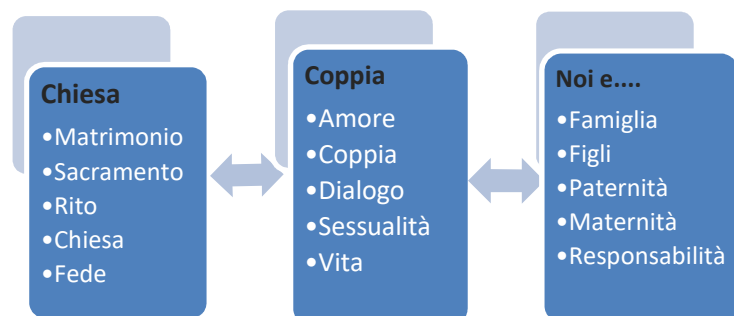 Chiesa
•Matrimonio
•Sacramento
•Rito
•Chiesa
•Fede
Coppia
•Amore
•Coppia
•Dialogo
•Sessualità
•Vita
Noi e....
•Famiglia
•Figli
•Paternità
•Maternità
•Responsabilità